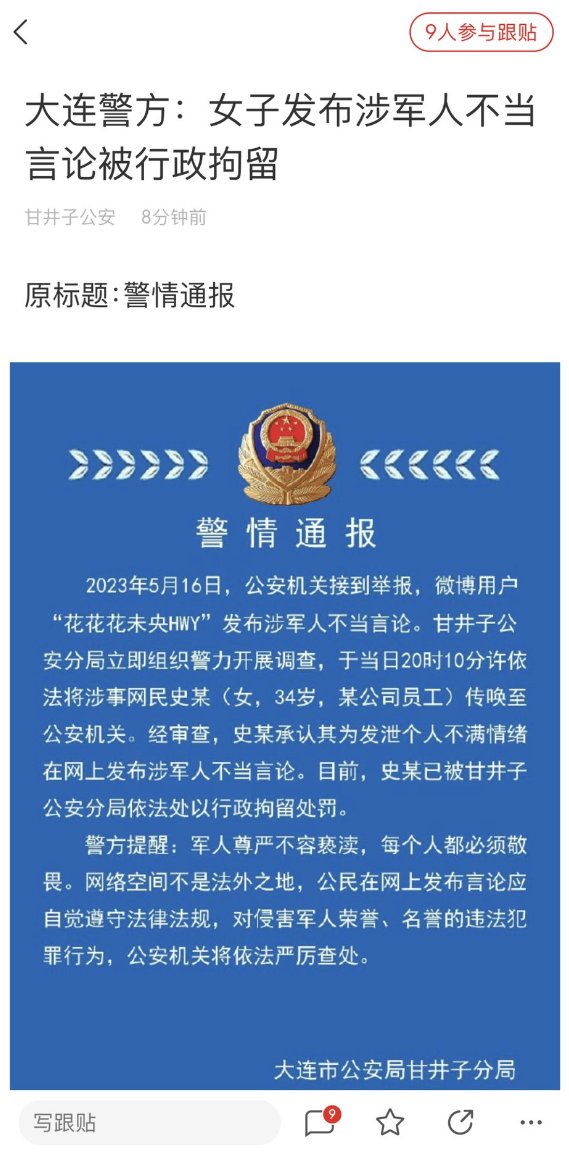 9人参与跟贴
大连警方：女子发布涉军人不当
言论被行政拘留
甘井子公安 8分钟前
原标题:警情通报
警情通报
2023年5月16日，公安机关接到举报，微博用户
“花花花未央HWY”发布涉军人不当言论。甘井子公
安分局立即组织警力开展调查，于当日20时10分许依
法将涉事网民史某（女，34岁，某公司员工）传唤至
公安机关。经审查，史某承认其为发泄个人不满情绪
在网上发布涉军人不当言论。目前，史某已被甘井子
公安分局依法处以行政拘留处罚。
警方提醒：军人尊严不容亵渎，每个人都必须敬
畏。网络空间不是法外之地，公民在网上发布言论应
自觉遵守法律法规，对侵害军人荣誉、名誉的违法犯
罪行为，公安机关将依法严厉查处。
大连市公安局甘井子分局
写跟贴
9